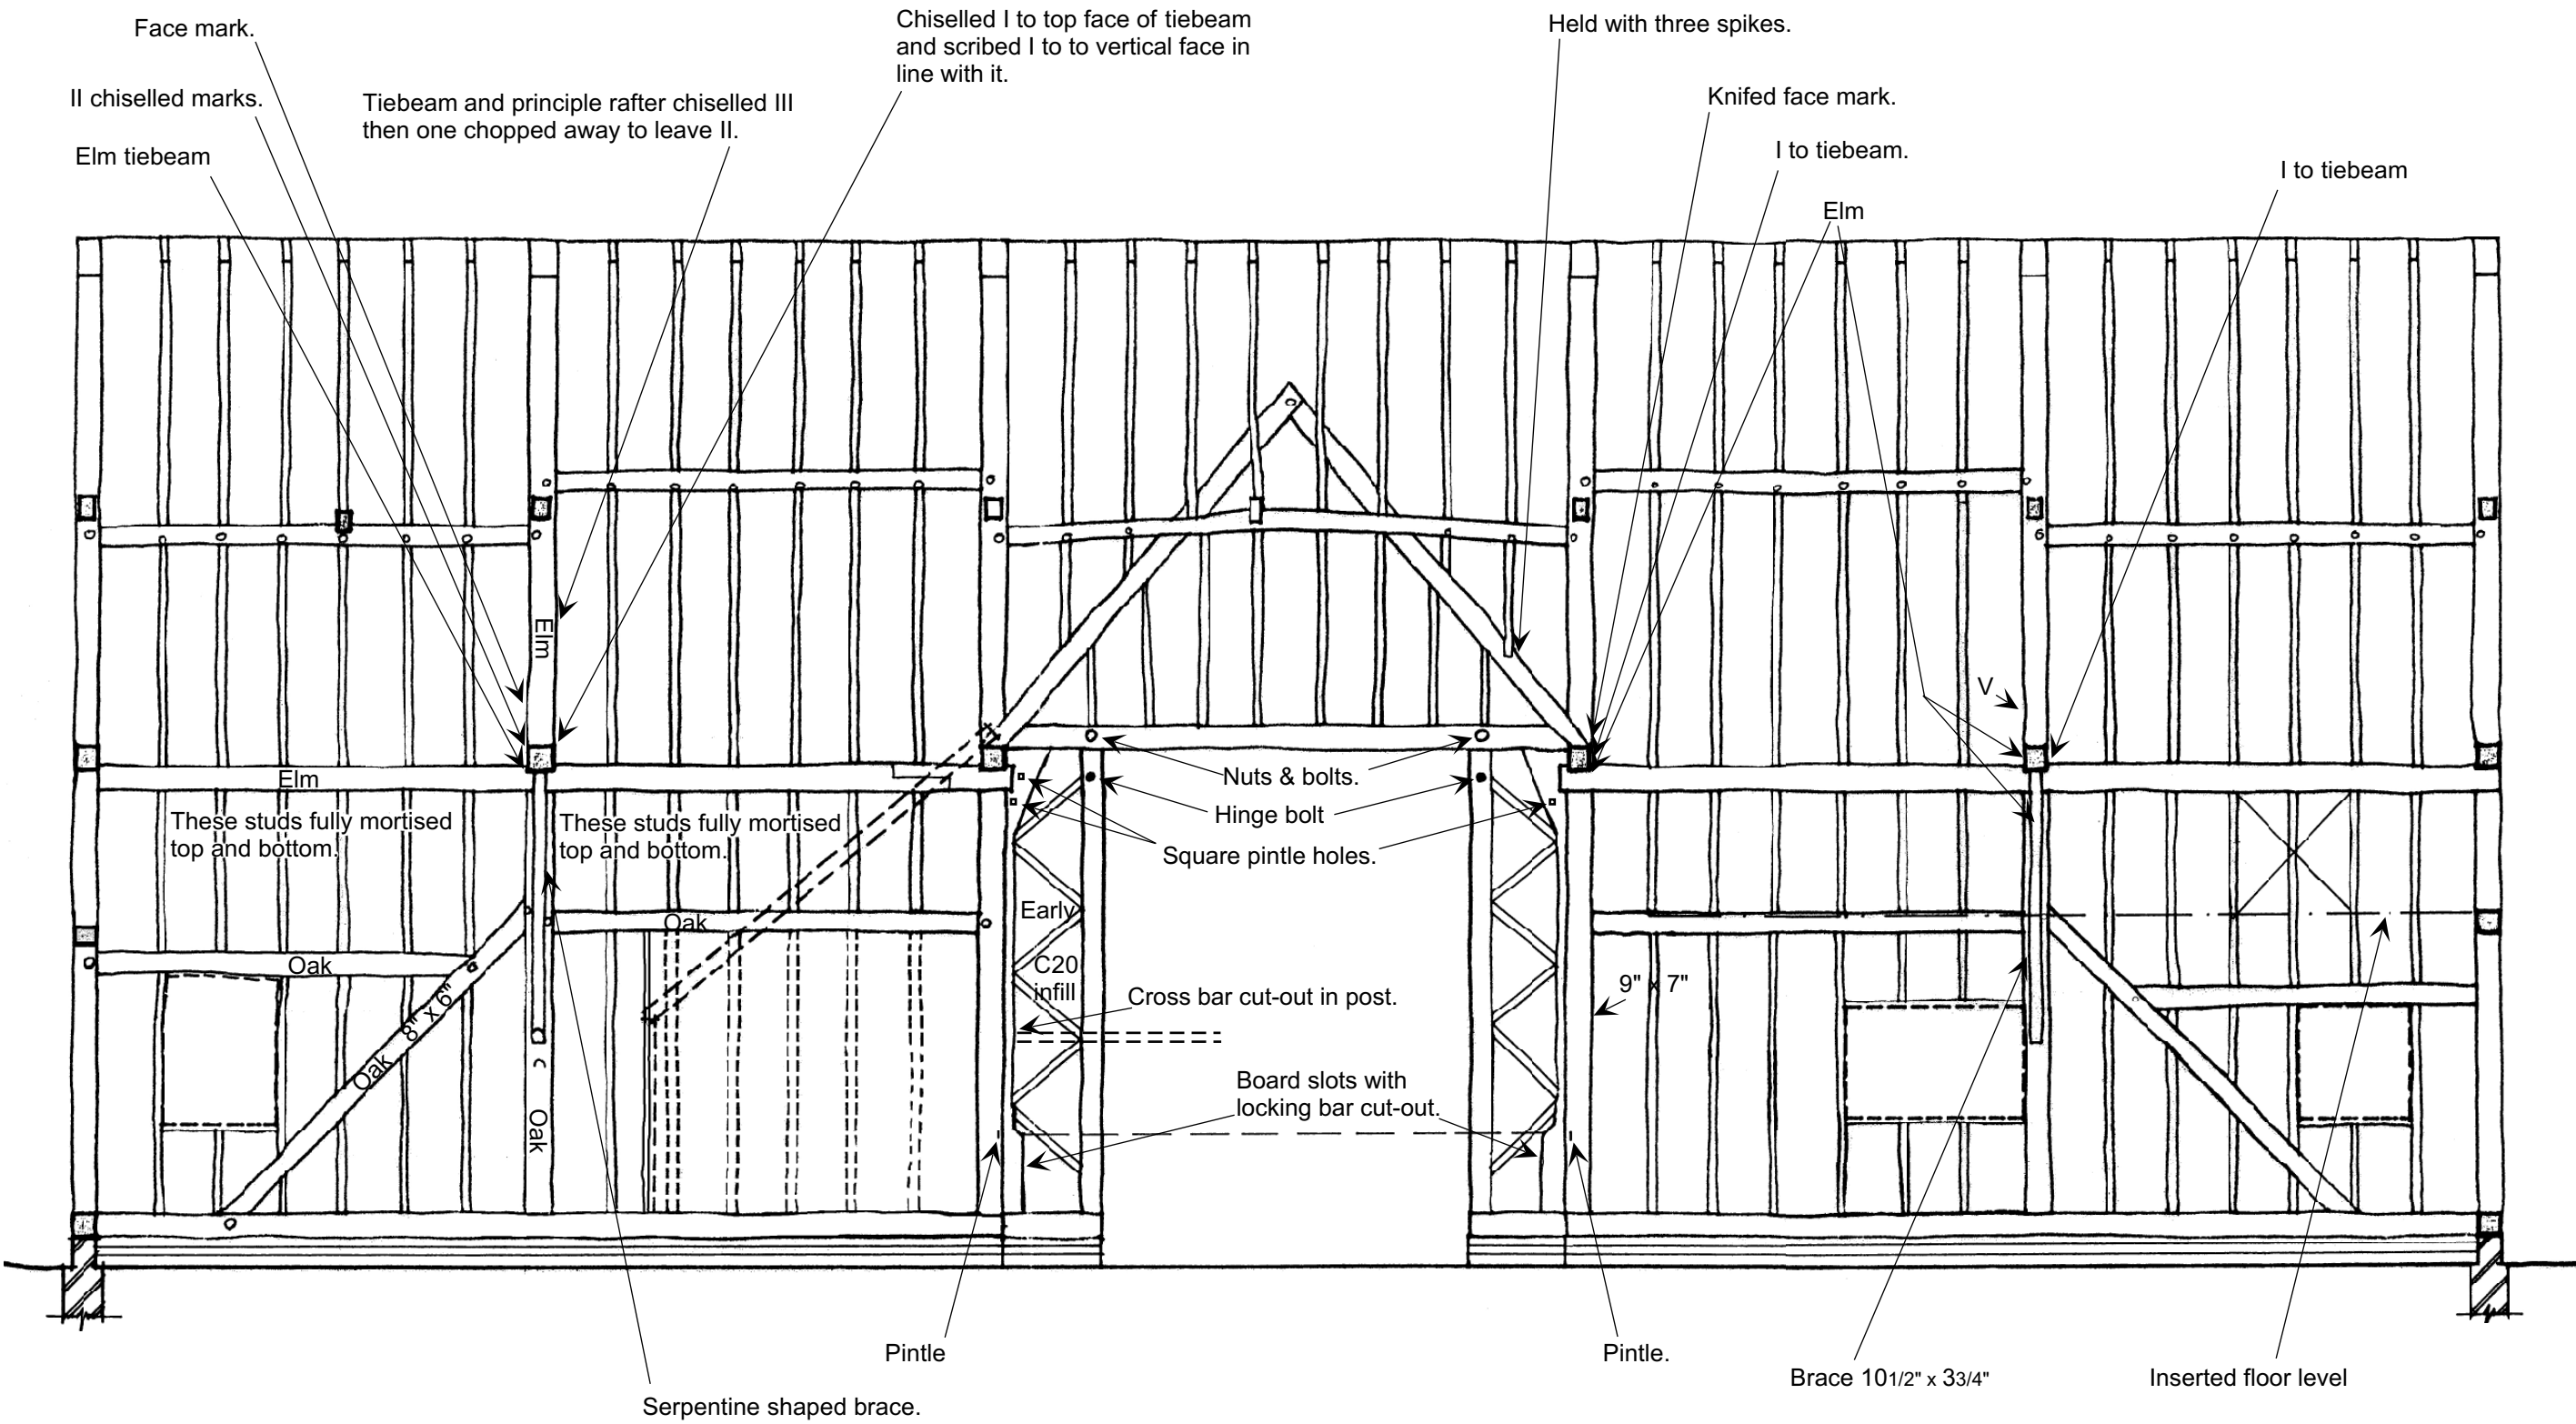 Face mark.
Chiselled I to top face of tiebeam
and scribed I to to vertical face in
line with it.
Held with three spikes.
II chiselled marks.
Tiebeam and principle rafter chiselled III
then one chopped away to leave II.
Knifed face mark.
Elm tiebeam
I to tiebeam.
I to tiebeam
Elm
Elm
V
Elm
Nuts & bolts.
Hinge bolt
Square pintle holes.
These studs fully mortised
top and bottom.
These studs fully mortised
top and bottom.
Early
C20
infill
Oak
Oak
Oak 8" x 6"
Cross bar cut-out in post.
9" x 7"
Board slots with
locking bar cut-out.
Oak
Pintle
Pintle.
Brace 101/2" x 33/4"
Inserted floor level
Serpentine shaped brace.